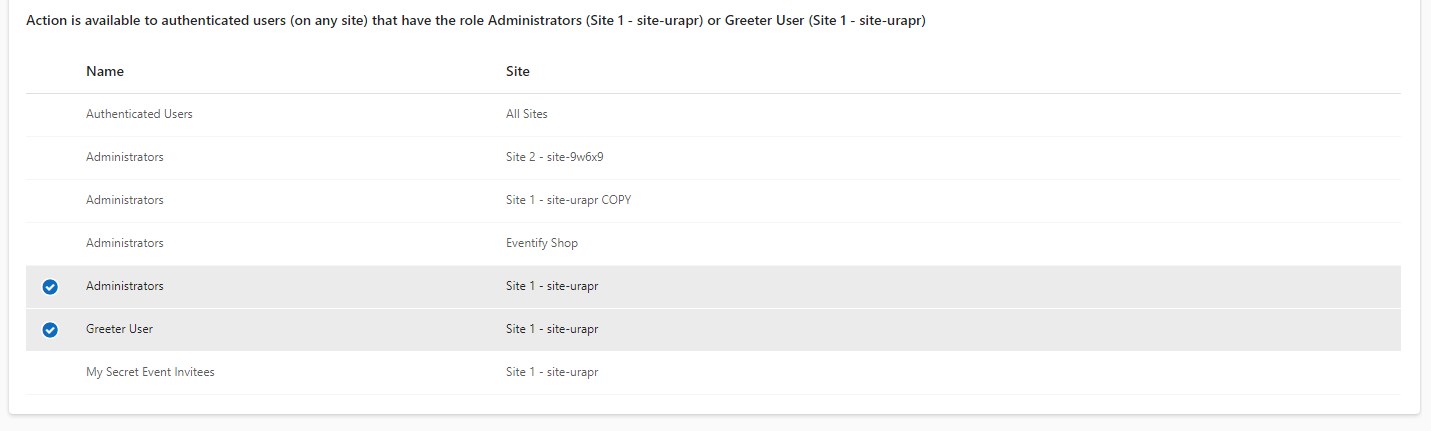 Action is available to authenticated users (on any site) that have the role Administrators (Site 1 - site-urapr) or Greeter User (Site 1 - site-urapr)
Name Site
Authenticated Users All Sites
Administrators Site 2 - site-9w6x9
Administrators Site 1 - site-urapr COPY
Administrators Eventify Shop
Administrators Site 1 - site-urapr
Greeter User Site 1 - site-urapr
My Secret Event Invitees Site 1 - site-urapr